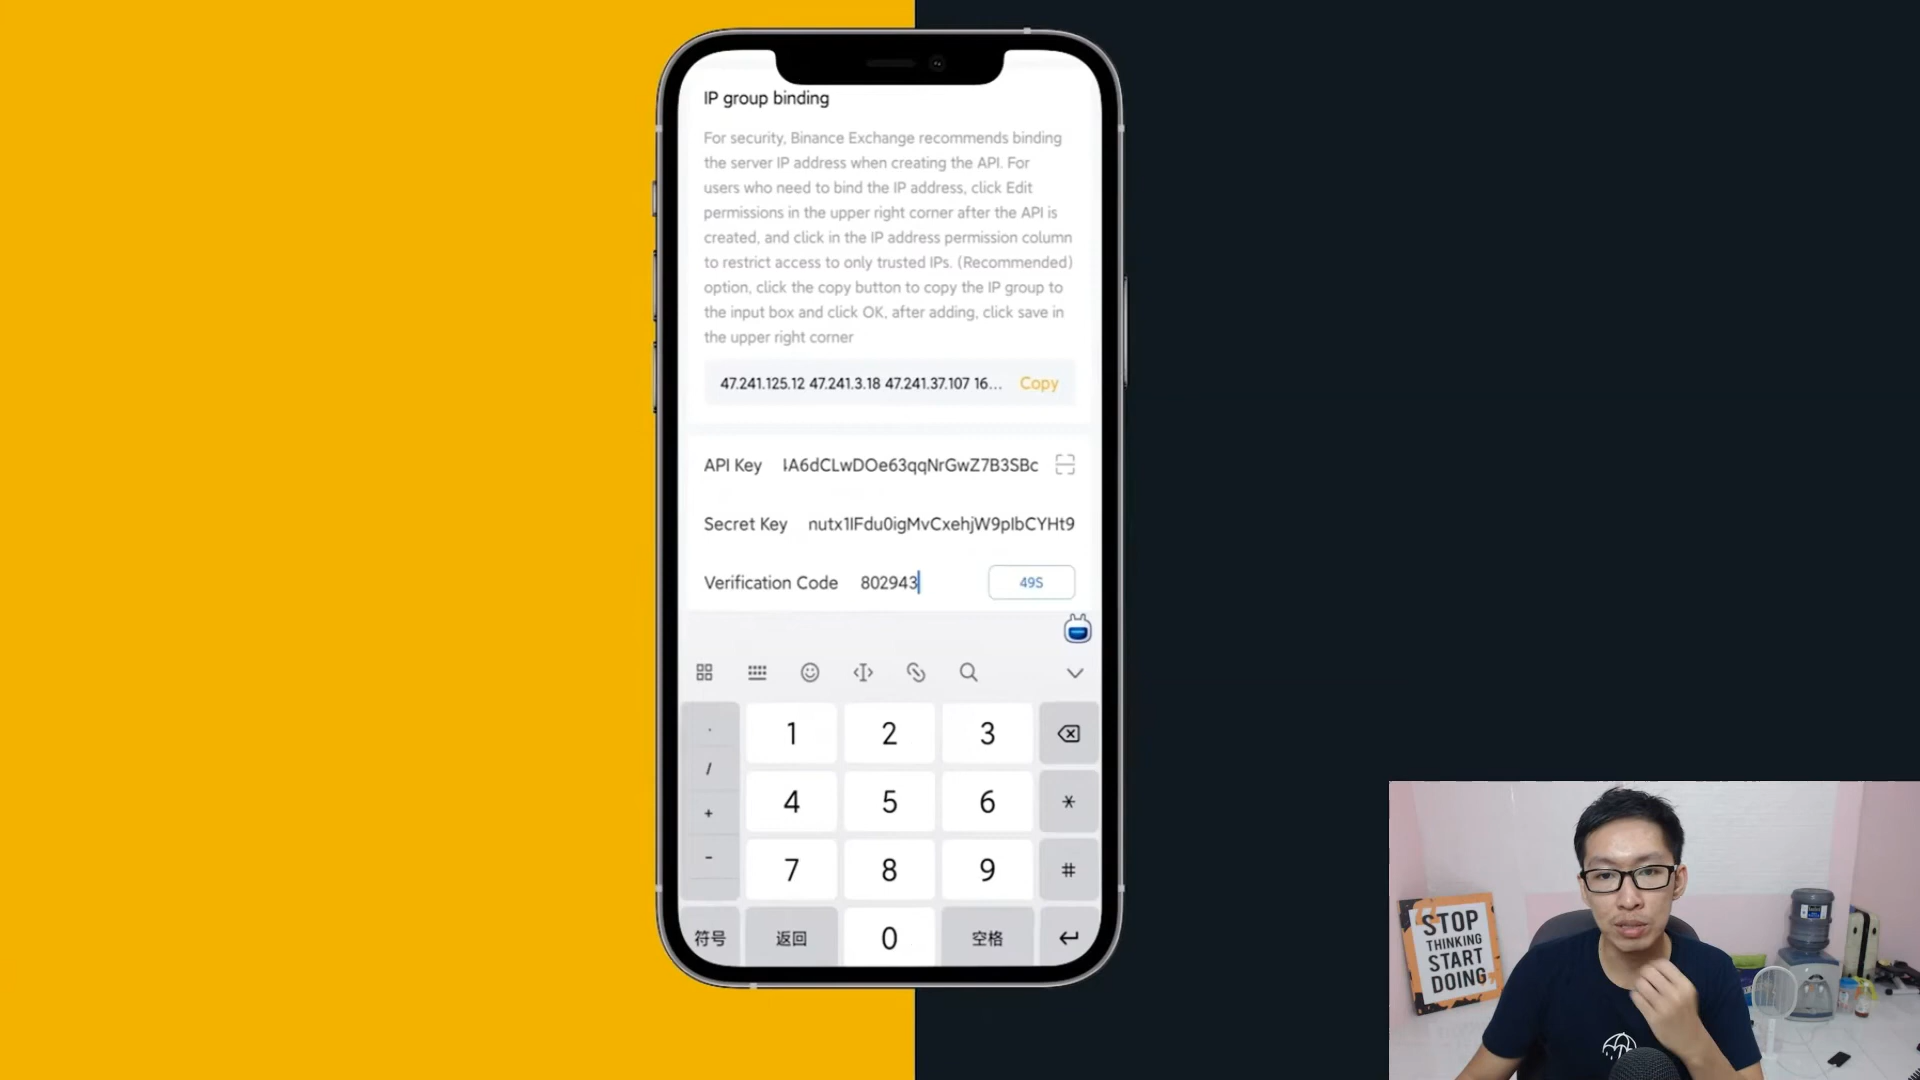 IP group binding
For security, Binance Exchange recommends binding
the server IP address when creating the API. For
users who need to bind the IP address, click Edit
permissions in the upper right corner after the API is
created, and click in the IP address permission column
to restrict access to only trusted IPs. (Recommended)
option, click the copy button to copy the IP group to
the input box and click OK, after adding, click save in
the upper right corner
47.241.125.12 47.241.3.18 47.241.37.107 16... Copy
API Key A6dCLwDOe63qqNrGwZ7B3SBc
Secret Key nutx1IFdu0igMvCxehjW9pIbCYHt9
Verification Code 802943 49S
. 1 2 3
/
4 5 6 *
+
- 7 8 9 #
符号 返回 0 空格
STOP
THINKING
START
DOING